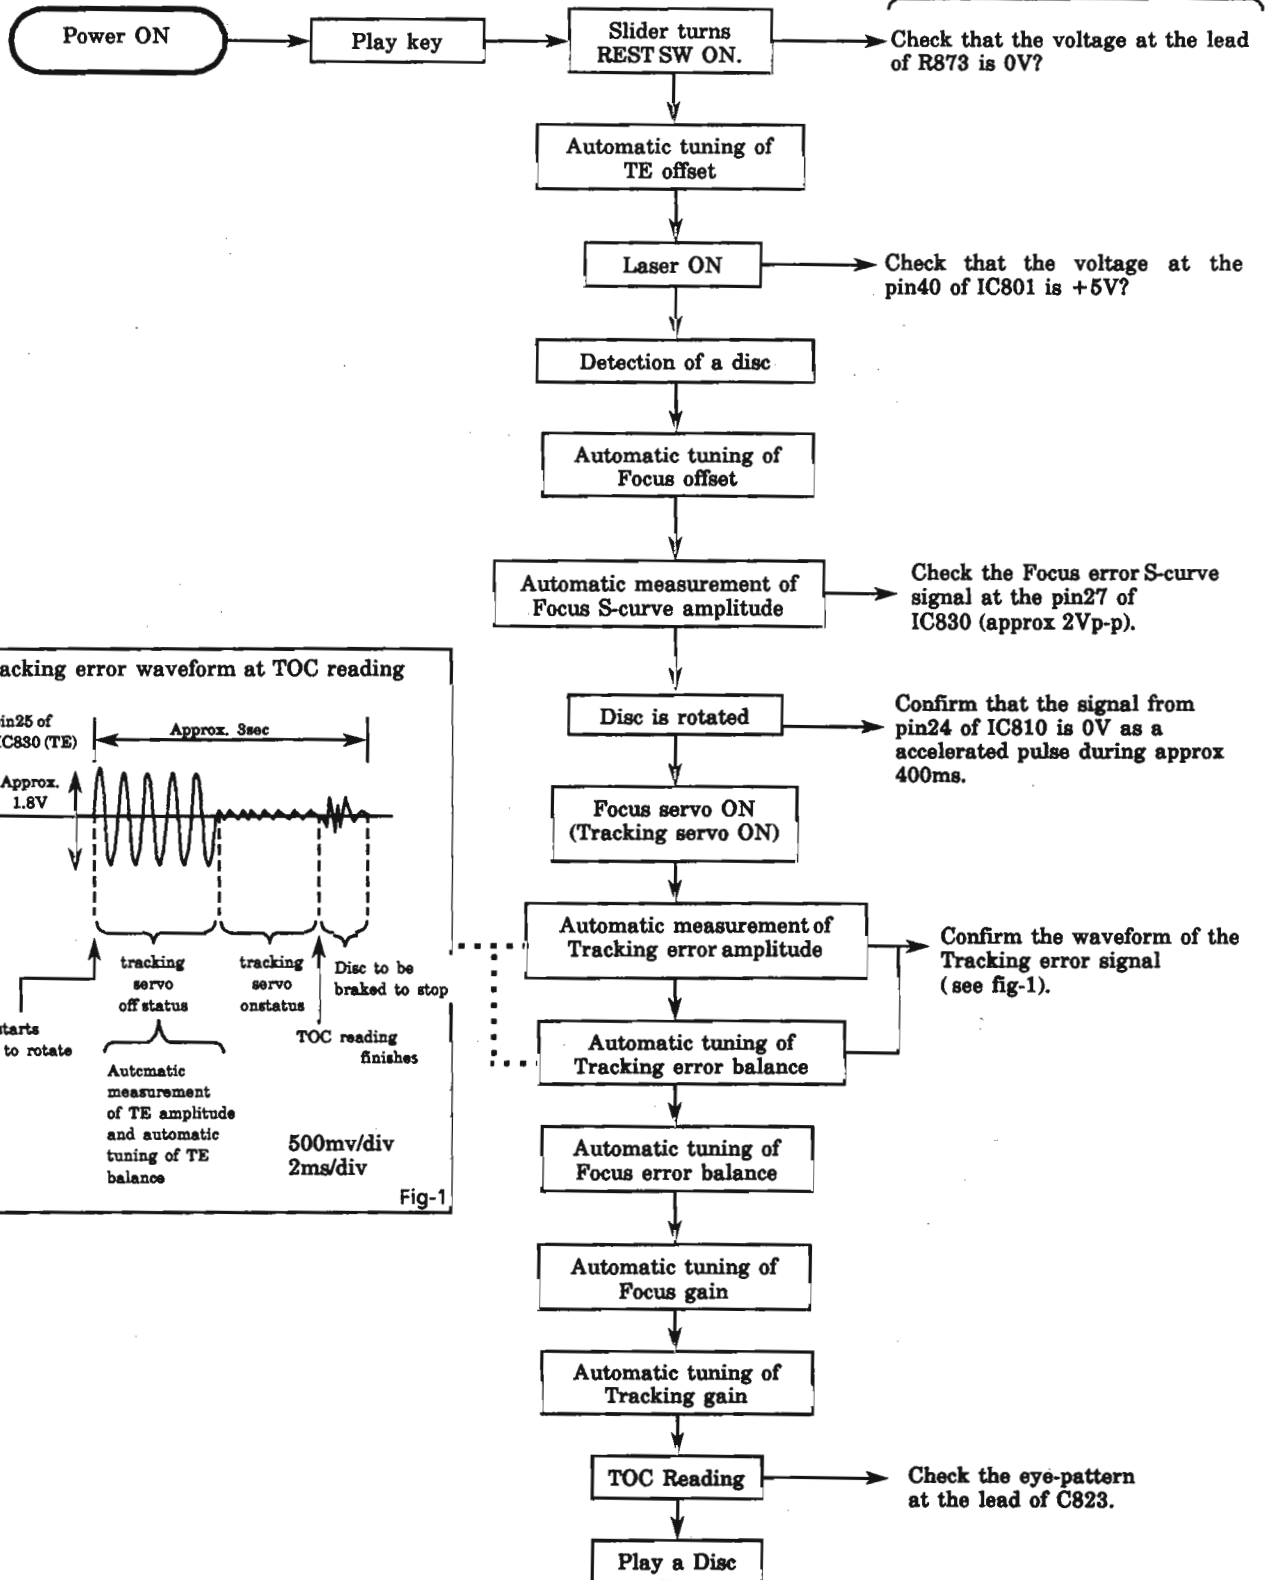 Power ON
Play key
Slider turns
REST SW ON.
Check that the voltage at the lead
of R873 is 0V?
Automatic tuning of
TE offset
Laser ON
Check that the voltage at the
pin40 of IC801 is +5V?
Detection of a disc
Automatic tuning of
Focus offset
Automatic measurement of
Focus S-curve amplitude
Check the Focus error S-curve
signal at the pin27 of
IC830 (approx 2Vp-p).
Disc is rotated
Confirm that the signal from
pin24 of IC810 is 0V as a
accelerated pulse during approx
400ms.
Focus servo ON
(Tracking servo ON)
Automatic measurement of
Tracking error amplitude
Confirm the waveform of the
Tracking error signal
(see fig-1).
Automatic tuning of
Tracking error balance
Automatic tuning of
Focus error balance
Automatic tuning of
Focus gain
Automatic tuning of
Tracking gain
TOC Reading
Check the eye-pattern
at the lead of C823.
Play a Disc
acking error waveform at TOC reading
in25 of
IC830 (TE)
Approx. 3sec
Approx.
1.8V
tracking
servo
off status
tracking
servo
onstatus
Disc to be
braked to stop
tarts
to rotate
TOC reading
finishes
Automatic
measurement
of TE amplitude
and automatic
tuning of TE
balance
500mv/div
2ms/div
Fig-1